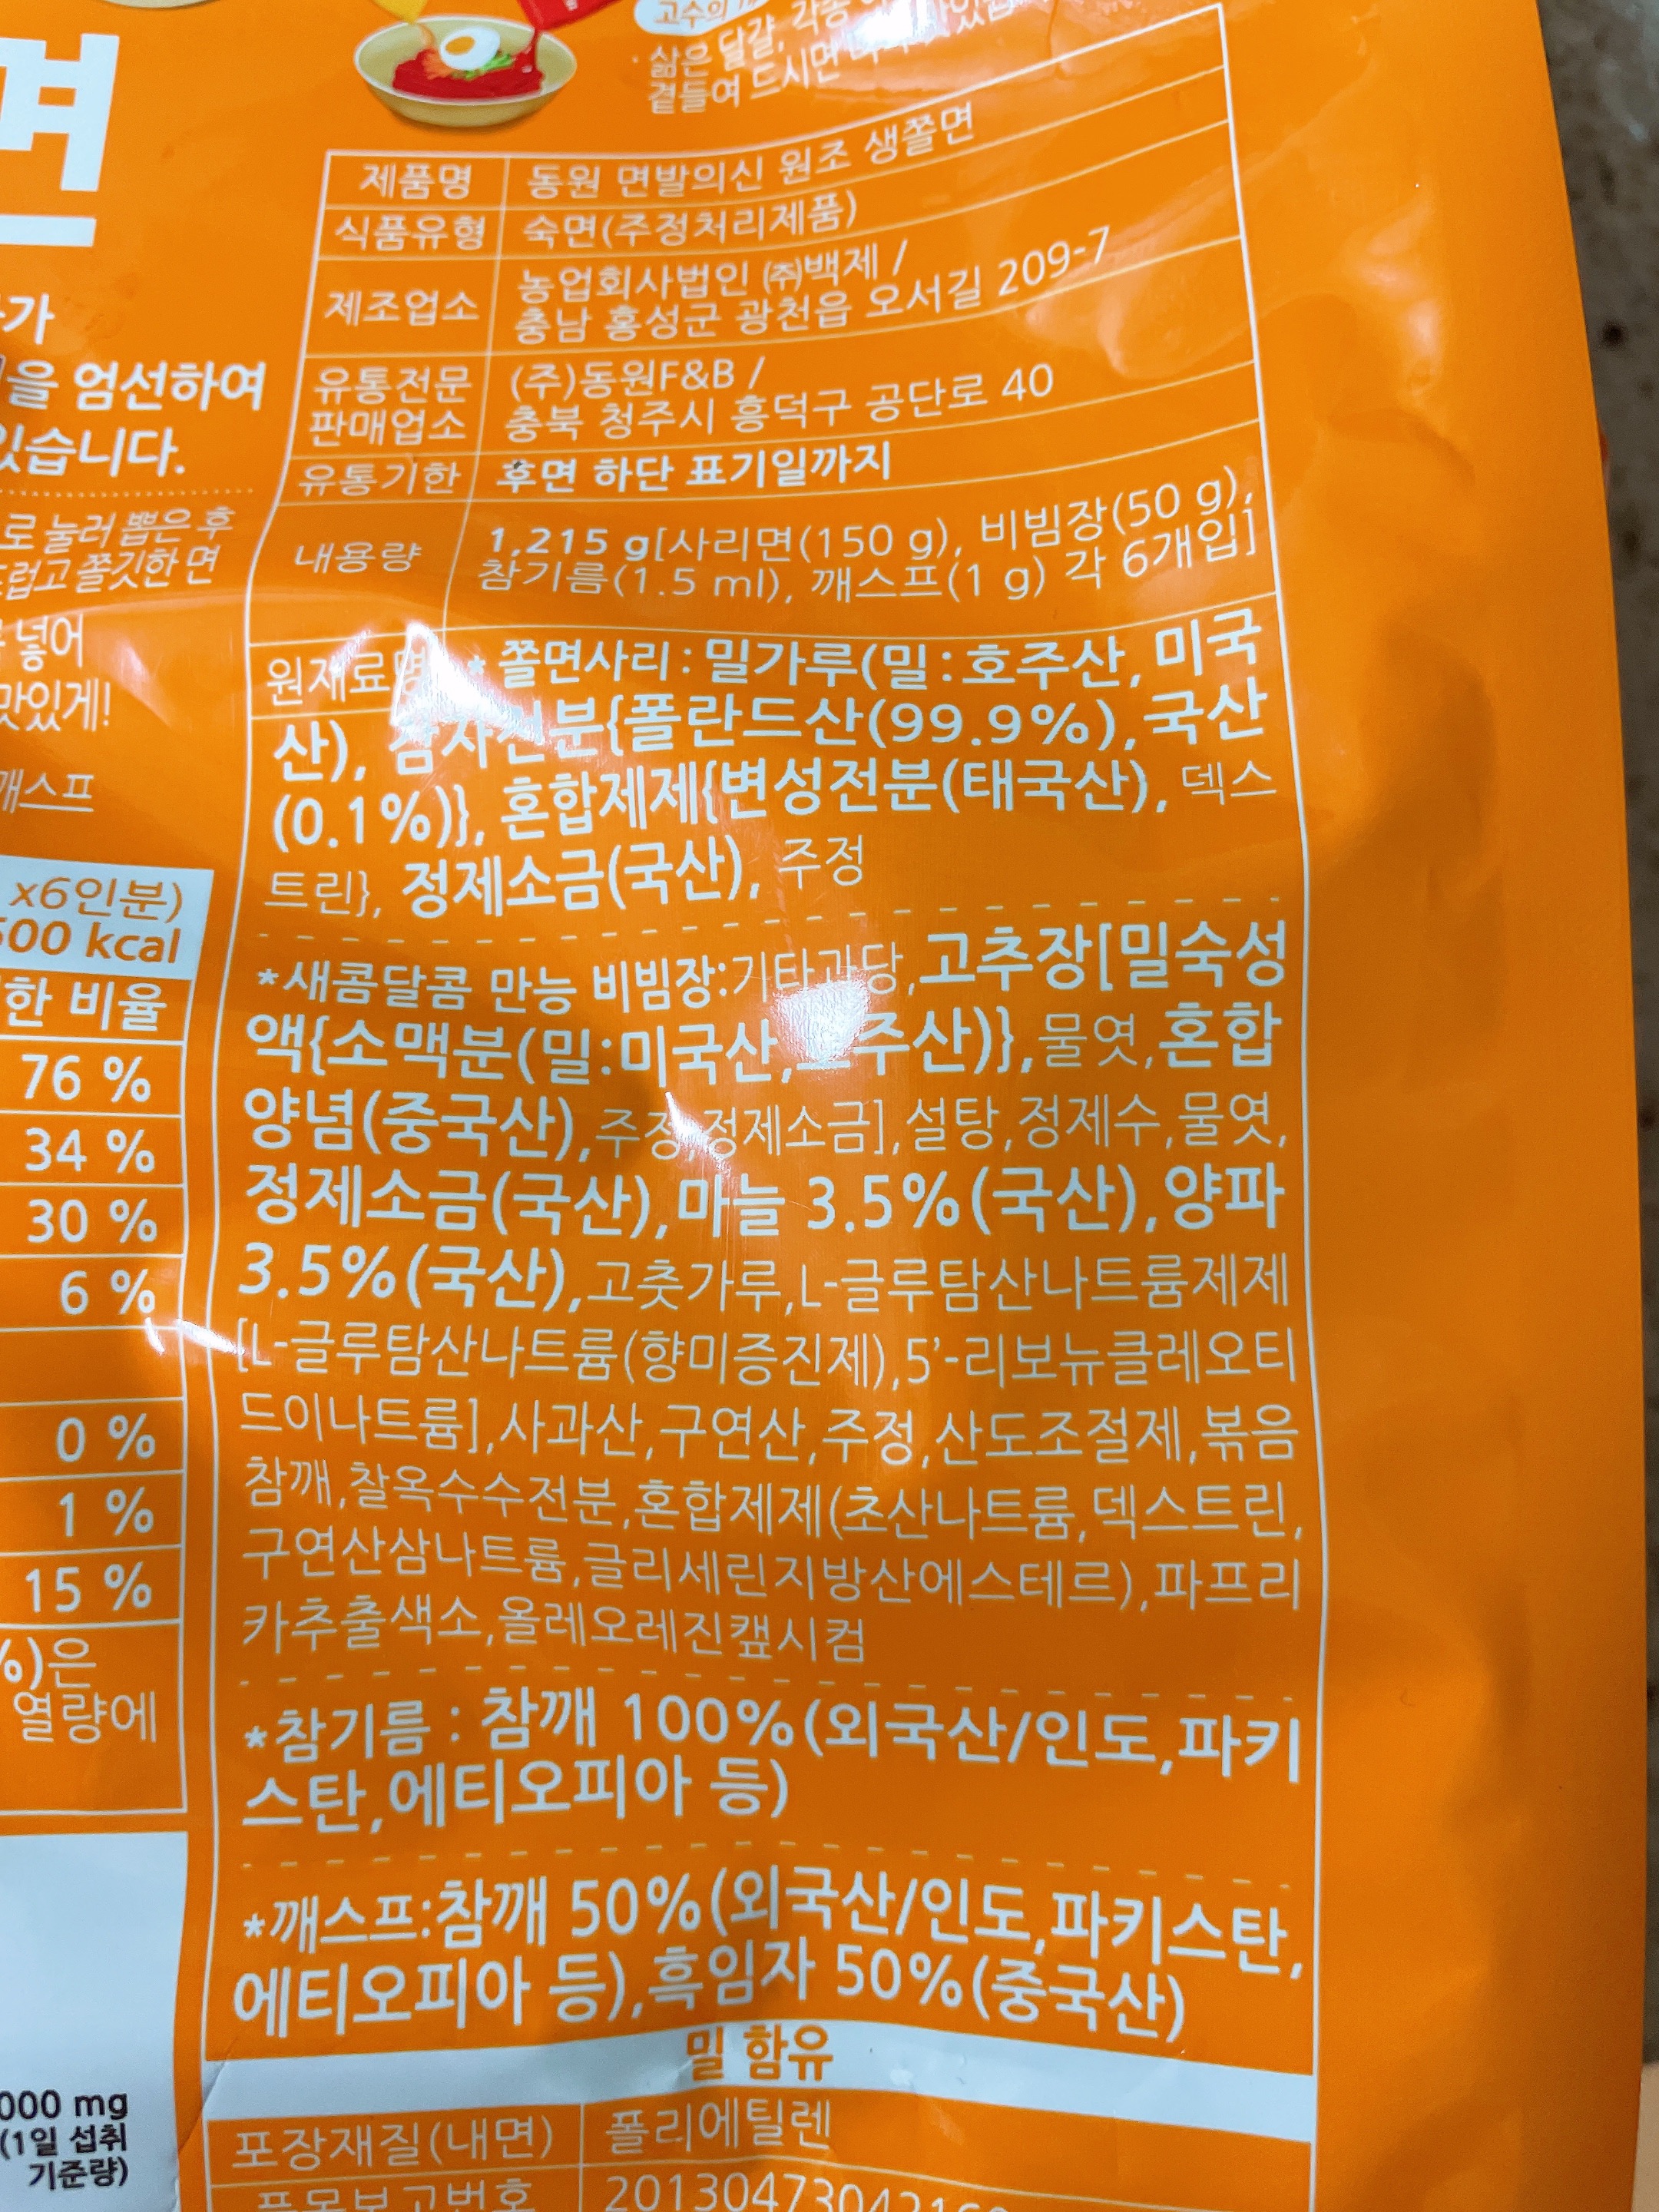 면
고수의
삶은 달걀, 각종
곁들여 드시면
제품명 동원 면발의신 원조 생쫄면
식품유형 숙면(주정처리제품)
제조업소 농업회사법인 ㈜백제 /
충남 홍성군 광천읍 오서길 209-7
유통전문 (주)동원F&B /
판매업소 충북 청주시 흥덕구 공단로 40
유통기한 후면 하단 표기일까지
내용량 1,215 g[사리면(150 g), 비빔장(50 g),
참기름(1.5 ml), 깨스프(1 g) 각 6개입]
원재료명 *쫄면사리:밀가루(밀:호주산, 미국
산), 감자전분{폴란드산(99.9%), 국산
(0.1%)}, 혼합제제{변성전분(태국산), 덱스
트린}, 정제소금(국산), 주정
*새콤달콤 만능 비빔장:기타과당,고추장[밀숙성
액{소맥분(밀:미국산,호주산)},물엿,혼합
양념(중국산),주정,정제소금],설탕,정제수,물엿,
정제소금(국산),마늘 3.5%(국산),양파
3.5%(국산),고춧가루,L-글루탐산나트륨제제
[L-글루탐산나트륨(향미증진제),5'-리보뉴클레오티
드이나트륨],사과산,구연산,주정,산도조절제,볶음
참깨,찰옥수수전분,혼합제제(초산나트륨,덱스트린,
구연산삼나트륨,글리세린지방산에스테르),파프리
카추출색소,올레오레진캪시컴
*참기름 : 참깨 100%(외국산/인도,파키
스탄,에티오피아 등)
*깨스프:참깨 50%(외국산/인도,파키스탄,
에티오피아 등),흑임자 50%(중국산)
밀 함유
포장재질(내면) 폴리에틸렌
품목보고번호 201304730421
가
을 엄선하여
있습니다.
로 눌러 뽑은 후
럽고 쫄깃한 면
넣어
맛있게!
깨스프
x6인분)
500 kcal
한 비율
76 %
34 %
30 %
6 %
0 %
1 %
15 %
%)은
열량에
000 mg
(1일 섭취
기준량)